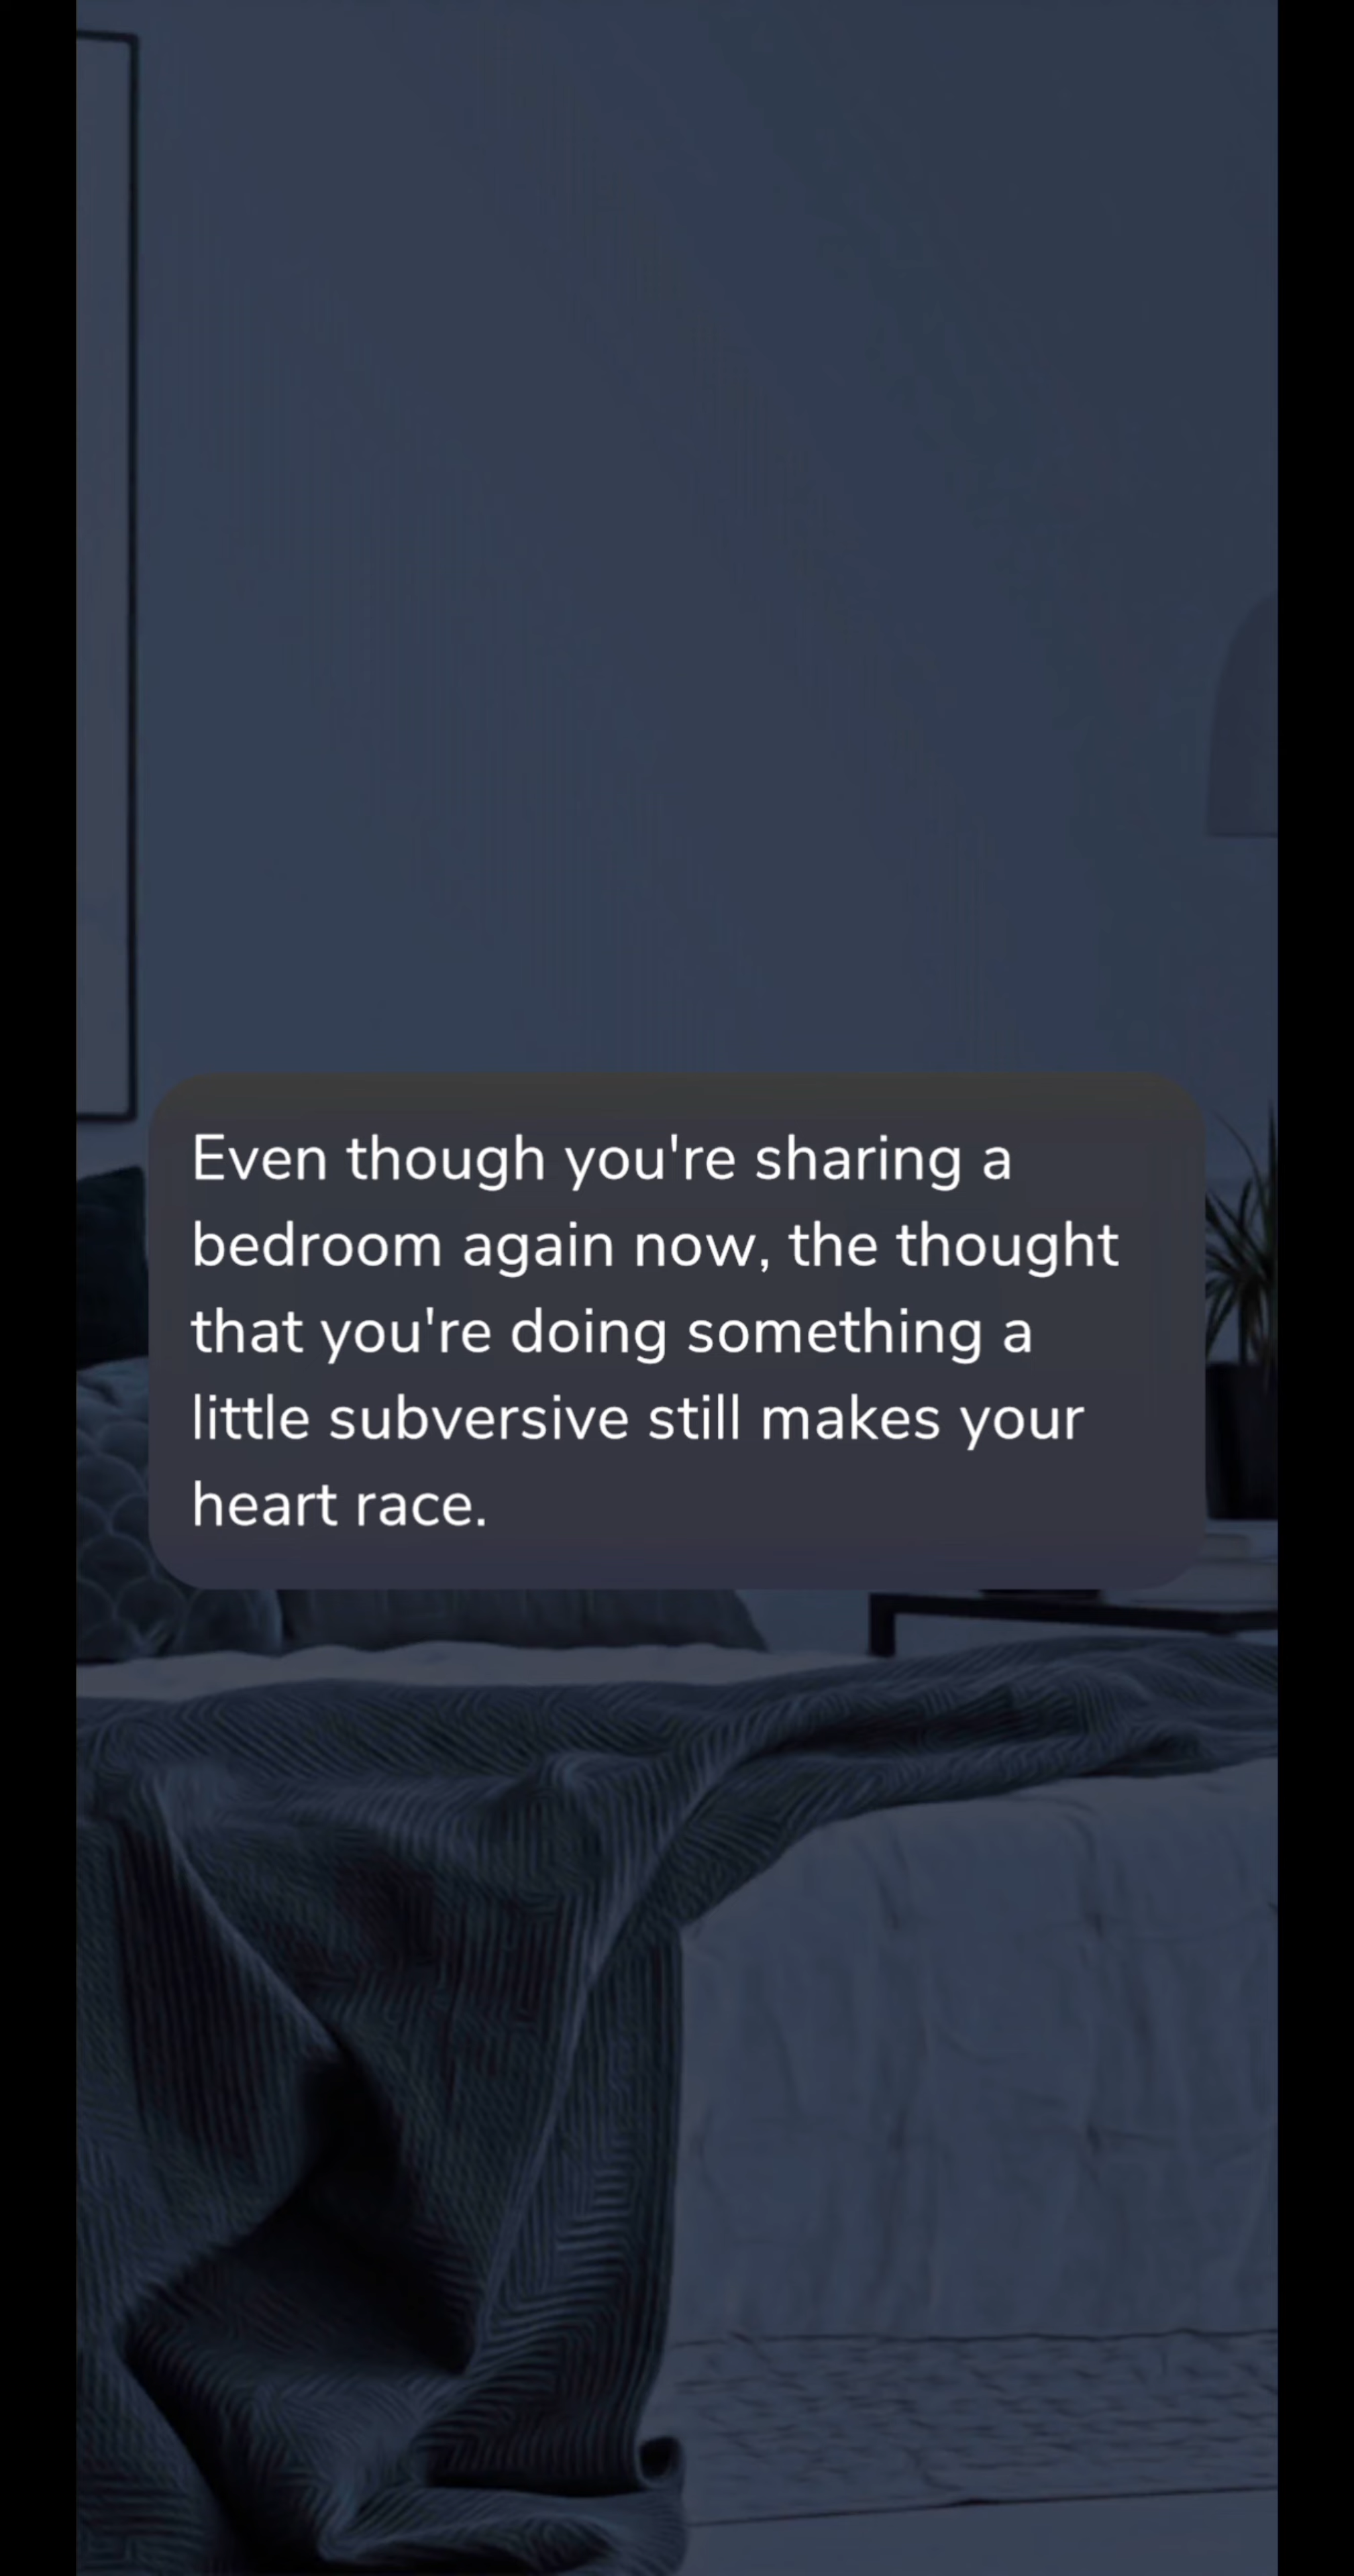 Even though you're sharing a
bedroom again now, the thought
that you're doing something a
little subversive still makes your
heart race.